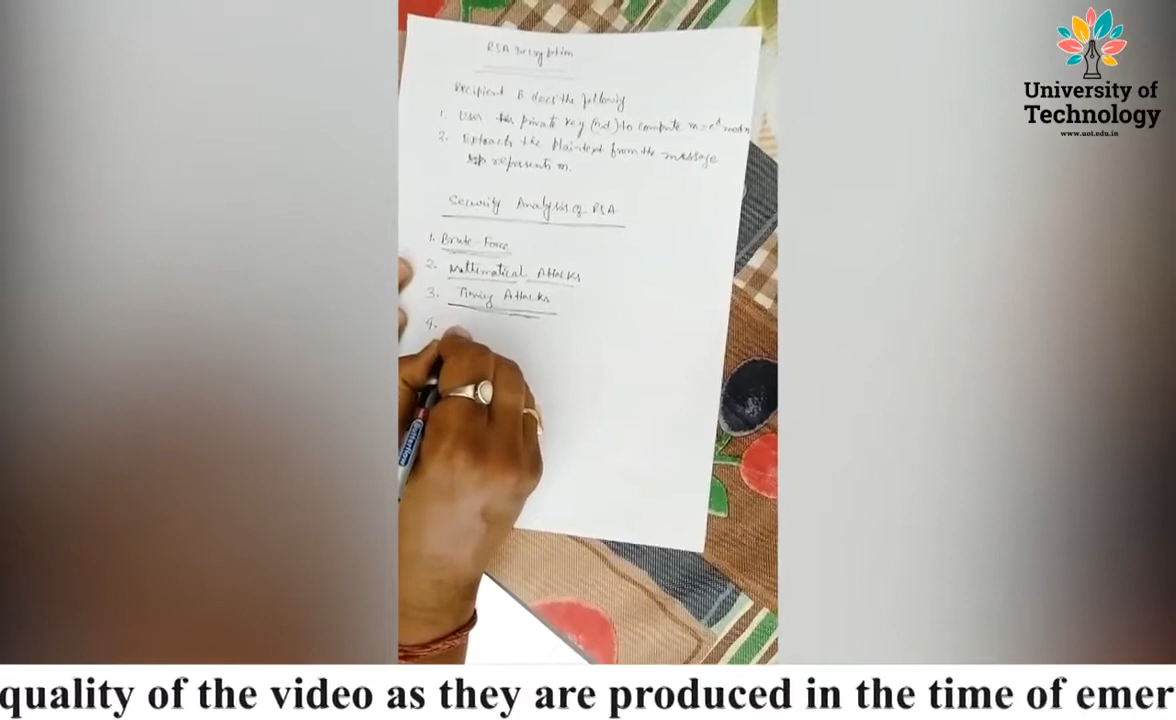 RSA Decryption
Recipient B does the following
1. Uses his private key (n,d) to compute m = c^d mod n
2. Extracts the Plaintext from the message
represents m.
Security Analysis of RSA
1. Brute-Force
2. Mathematical Attacks
3. Timing Attacks
4.
University of
Technology
www.uot.edu.in
quality of the video as they are produced in the time of emer